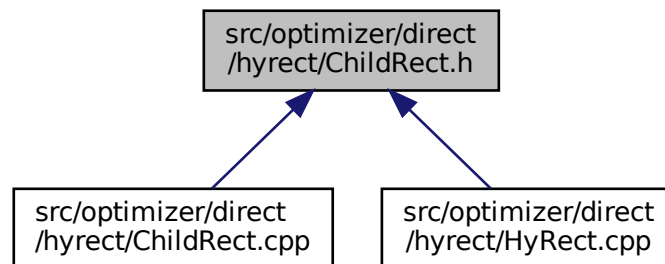 src/optimizer/direct
/hyrect/ChildRect.h
src/optimizer/direct
/hyrect/ChildRect.cpp
src/optimizer/direct
/hyrect/HyRect.cpp